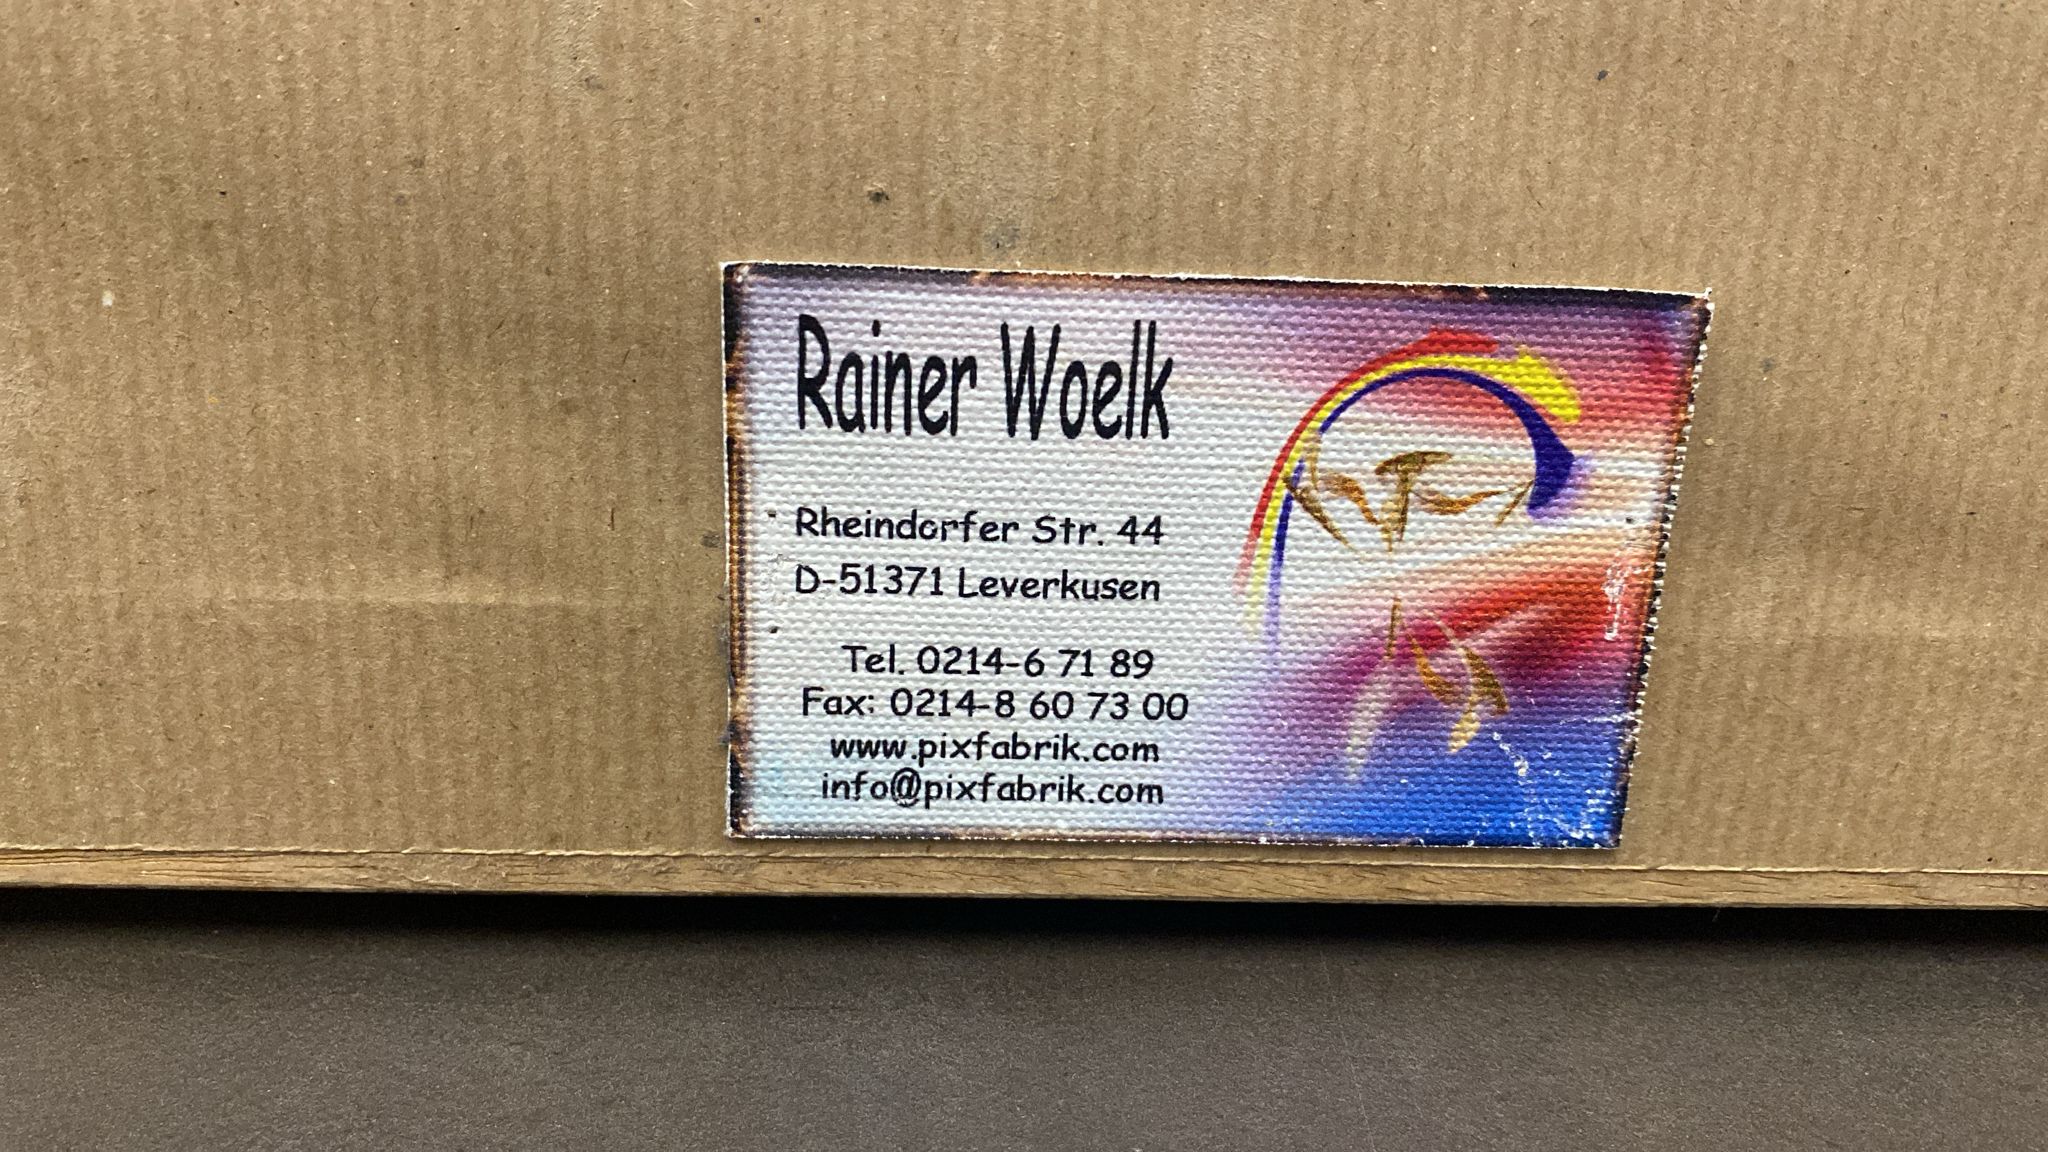 Rainer Woelk
Rheindorfer Str. 44
D-51371 Leverkusen
Tel. 0214-6 71 89
Fax: 0214-8 60 73 00
www.pixfabrik.com
info@pixfabrik.com